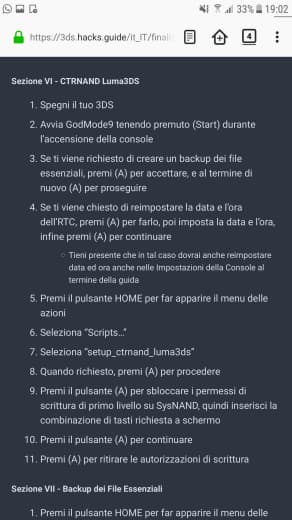 33% 19:02
https://3ds.hacks.guide/it_IT/finali
4
Sezione VI - CTRNAND Luma3DS
1. Spegni il tuo 3DS
2. Avvia GodMode9 tenendo premuto (Start) durante
l'accensione della console
3. Se ti viene richiesto di creare un backup dei file
essenziali, premi (A) per accettare, e al termine di
nuovo (A) per proseguire
4. Se ti viene chiesto di reimpostare la data e l'ora
dell'RTC, premi (A) per farlo, poi imposta la data e l'ora,
infine premi (A) per continuare
Tieni presente che in tal caso dovrai anche reimpostare
data ed ora anche nelle Impostazioni della Console al
termine della guida
5. Premi il pulsante HOME per far apparire il menu delle
azioni
6. Seleziona "Scripts..."
7. Seleziona "setup_ctrnand_luma3ds"
8. Quando richiesto, premi (A) per procedere
9. Premi il pulsante (A) per sbloccare i permessi di
scrittura di primo livello su SysNAND, quindi inserisci la
combinazione di tasti richiesta a schermo
10. Premi il pulsante (A) per continuare
11. Premi (A) per ritirare le autorizzazioni di scrittura
Sezione VII - Backup dei File Essenziali
1. Premi il pulsante HOME per far apparire il menu delle